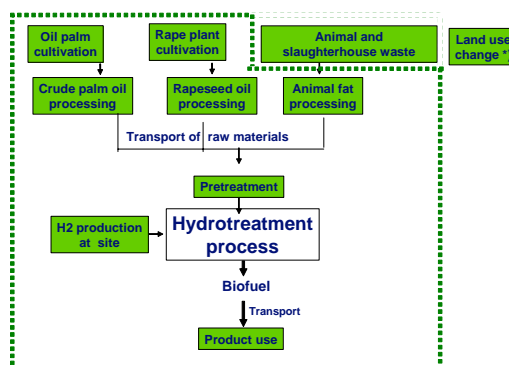 Oil palm
cultivation
Rape plant
cultivation
Animal and
slaughterhouse waste
Land use
change *)
Crude palm oil
processing
Rapeseed oil
processing
Animal fat
processing
Transport of raw materials
Pretreatment
H2 production
at site
Hydrotreatment
process
Biofuel
Transport
Product use